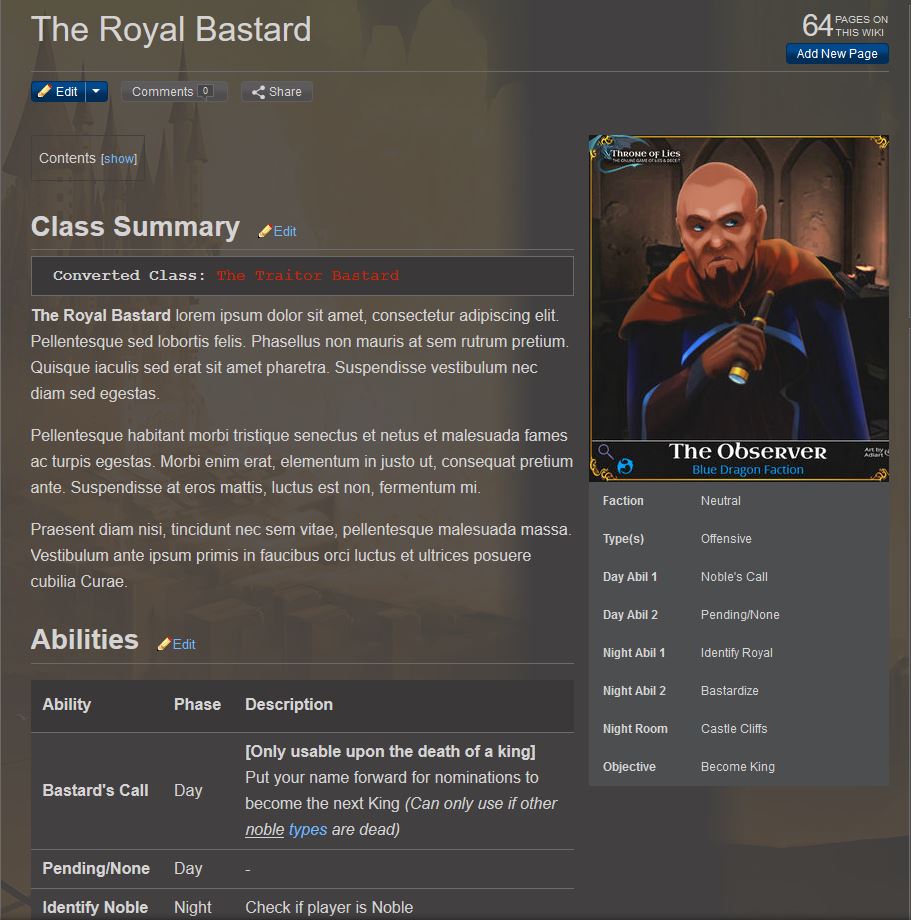 The Royal Bastard
64 PAGES ON THIS WIKI
Add New Page
Edit
Comments 0
Share
Contents [show]
Class Summary Edit
Converted Class: The Traitor Bastard
The Royal Bastard lorem ipsum dolor sit amet, consectetur adipiscing elit.
Pellentesque sed lobortis felis. Phasellus non mauris at sem rutrum pretium.
Quisque iaculis sed erat sit amet pharetra. Suspendisse vestibulum nec
diam sed egestas.
Pellentesque habitant morbi tristique senectus et netus et malesuada fames
ac turpis egestas. Morbi enim erat, elementum in justo ut, consequat pretium
ante. Suspendisse at eros mattis, luctus est non, fermentum mi.
Praesent diam nisi, tincidunt nec sem vitae, pellentesque malesuada massa.
Vestibulum ante ipsum primis in faucibus orci luctus et ultrices posuere
cubilia Curae.
Abilities Edit
Ability Phase Description
Bastard's Call Day [Only usable upon the death of a king]
Put your name forward for nominations to
become the next King (Can only use if other
noble types are dead)
Pending/None Day -
Identify Noble Night Check if player is Noble
Throne of Lies
THE ONLINE GAME OF LIES & DECEIT
The Observer
Blue Dragon Faction
Art by
Adiart
Faction Neutral
Type(s) Offensive
Day Abil 1 Noble's Call
Day Abil 2 Pending/None
Night Abil 1 Identify Royal
Night Abil 2 Bastardize
Night Room Castle Cliffs
Objective Become King